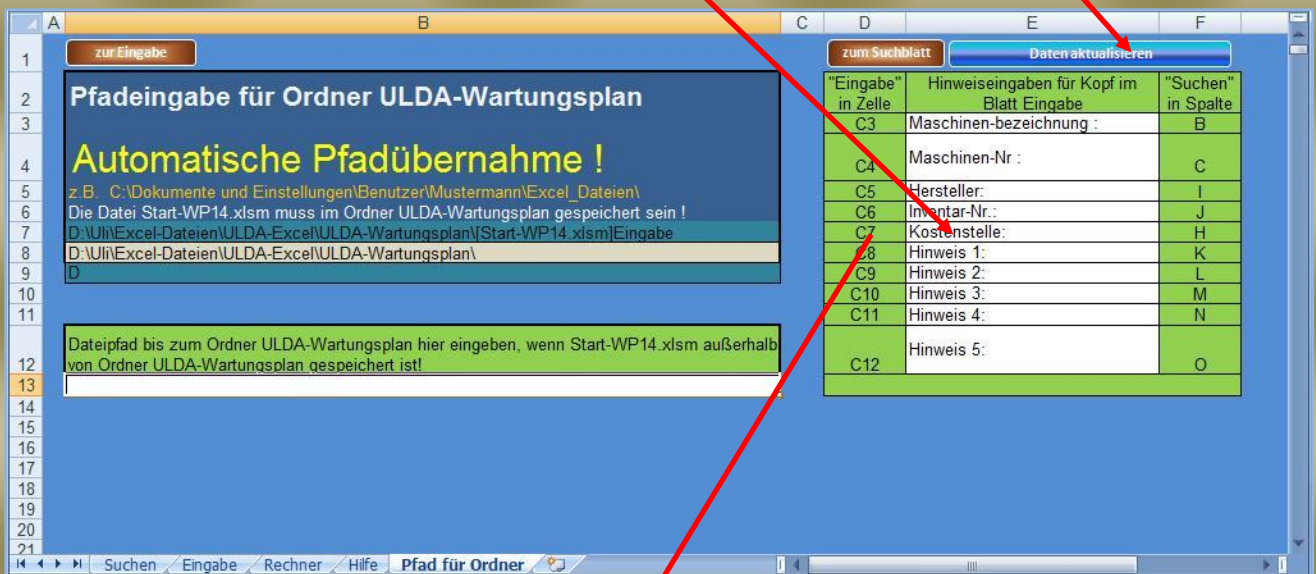 A B C D E F
1 zur Eingabe zum Suchblatt Daten aktualisieren
2 Pfadeingabe für Ordner ULDA-Wartungsplan "Eingabe" in Zelle Hinweiseingaben für Kopf im Blatt Eingabe "Suchen" in Spalte
3 C3 Maschinen-bezeichnung : B
4 Automatische Pfadübernahme ! C4 Maschinen-Nr : C
5 z.B. C:\Dokumente und Einstellungen\Benutzer\Mustermann\Excel_Dateien\ C5 Hersteller: I
6 Die Datei Start-WP14.xlsm muss im Ordner ULDA-Wartungsplan gespeichert sein ! C6 Inventar-Nr.: J
7 D:\Uli\Excel-Dateien\ULDA-Excel\ULDA-Wartungsplan\[Start-WP14.xlsm]Eingabe C7 Kostenstelle: H
8 D:\Uli\Excel-Dateien\ULDA-Excel\ULDA-Wartungsplan\ C8 Hinweis 1: K
9 D C9 Hinweis 2: L
10 C10 Hinweis 3: M
11 C11 Hinweis 4: N
12 Dateipfad bis zum Ordner ULDA-Wartungsplan hier eingeben, wenn Start-WP14.xlsm außerhalb von Ordner ULDA-Wartungsplan gespeichert ist! C12 Hinweis 5: O
13
14
15
16
17
18
19
20
21
Suchen Eingabe Rechner Hilfe Pfad für Ordner